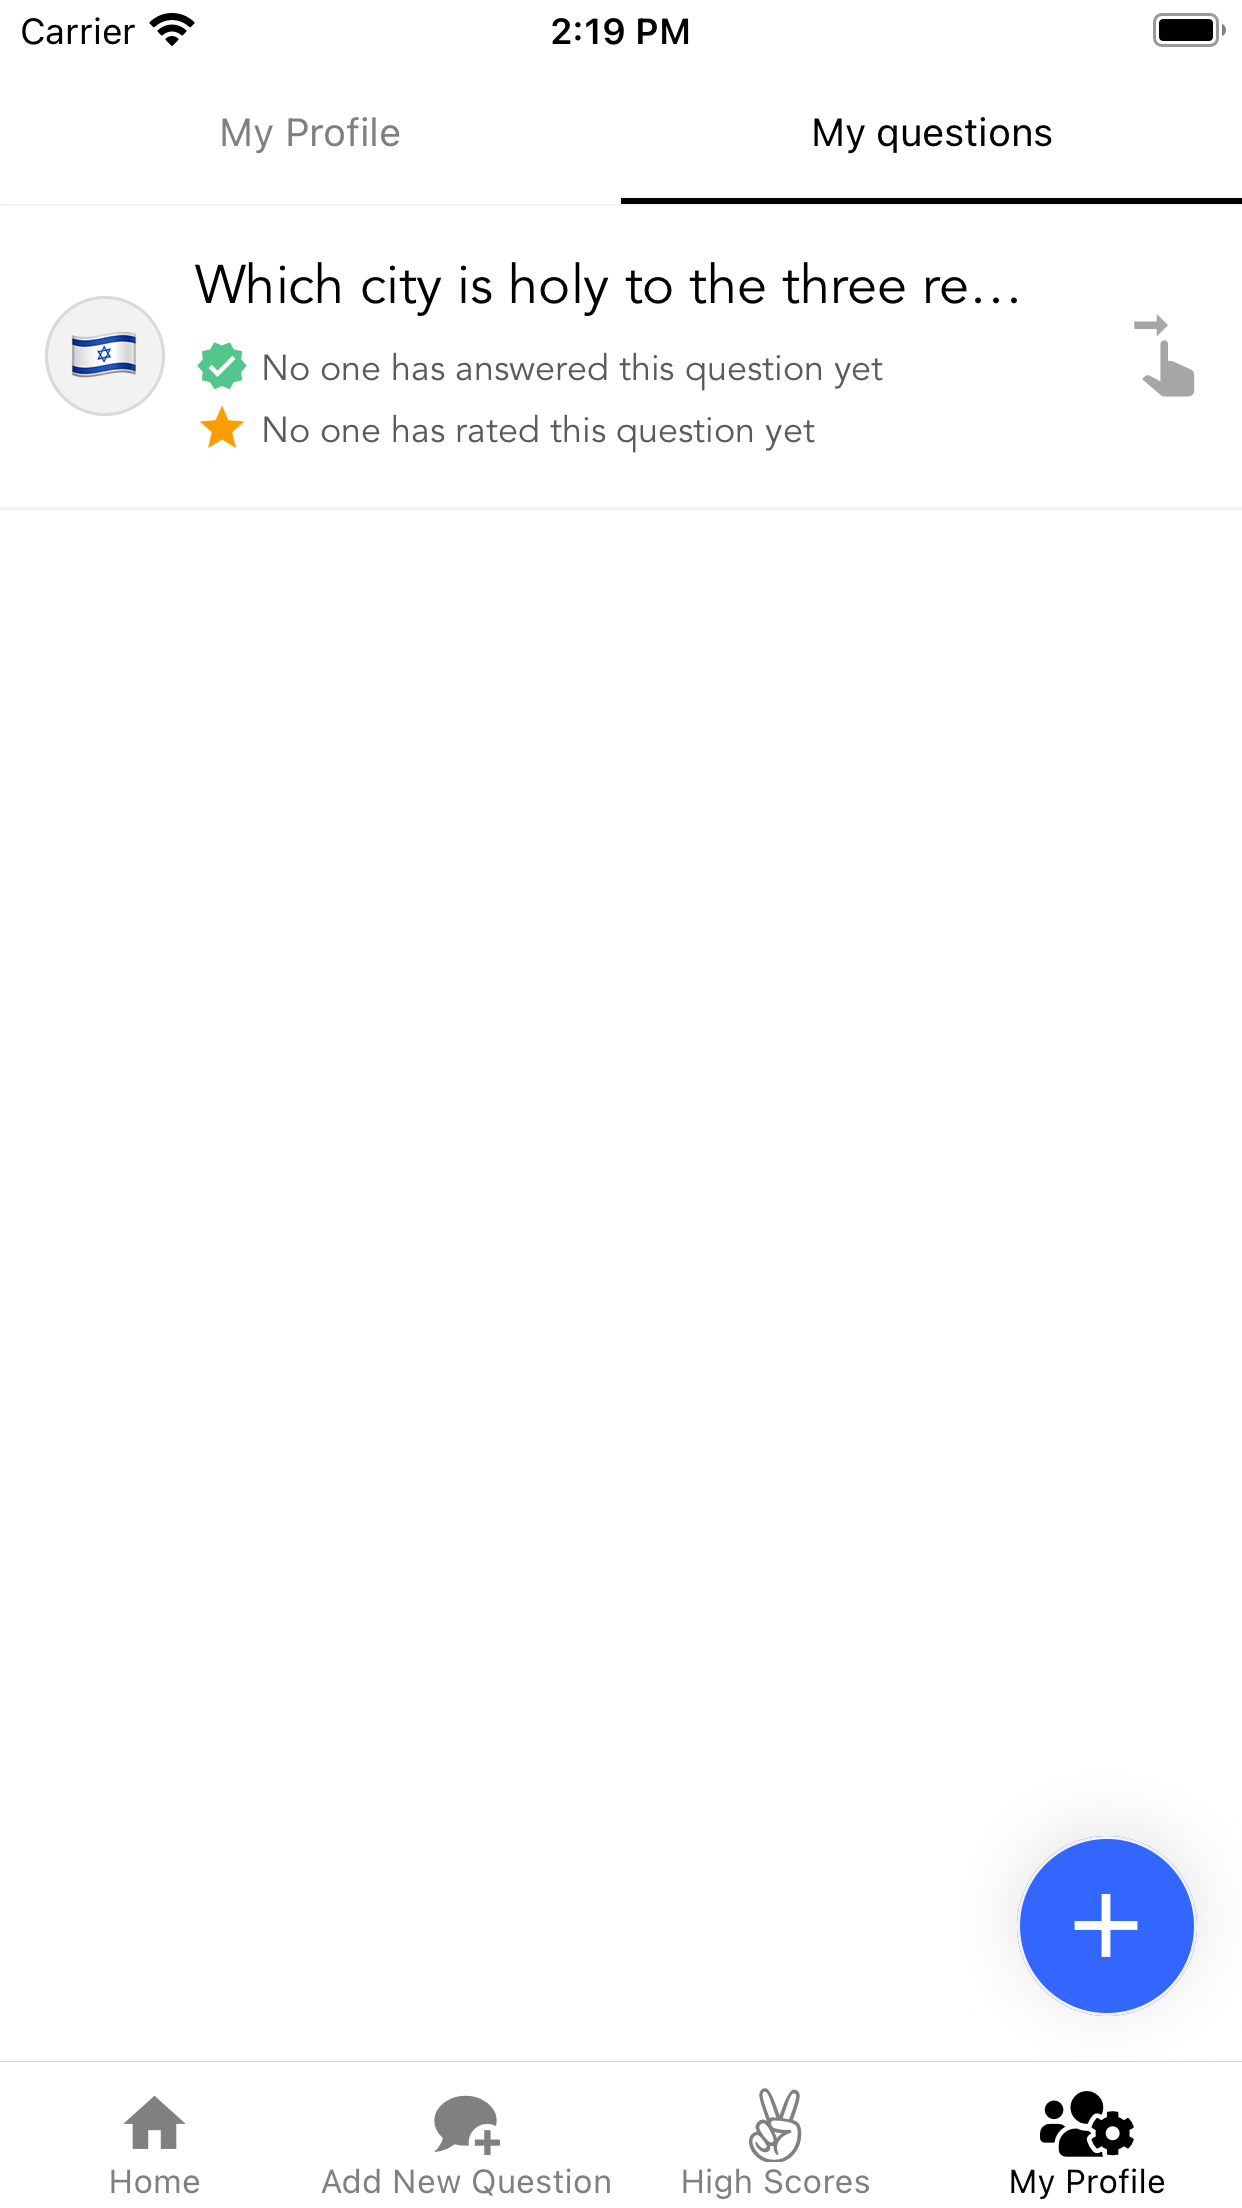 Carrier
2:19 PM
My Profile
My questions
Which city is holy to the three re...
No one has answered this question yet
No one has rated this question yet
Home
Add New Question
High Scores
My Profile